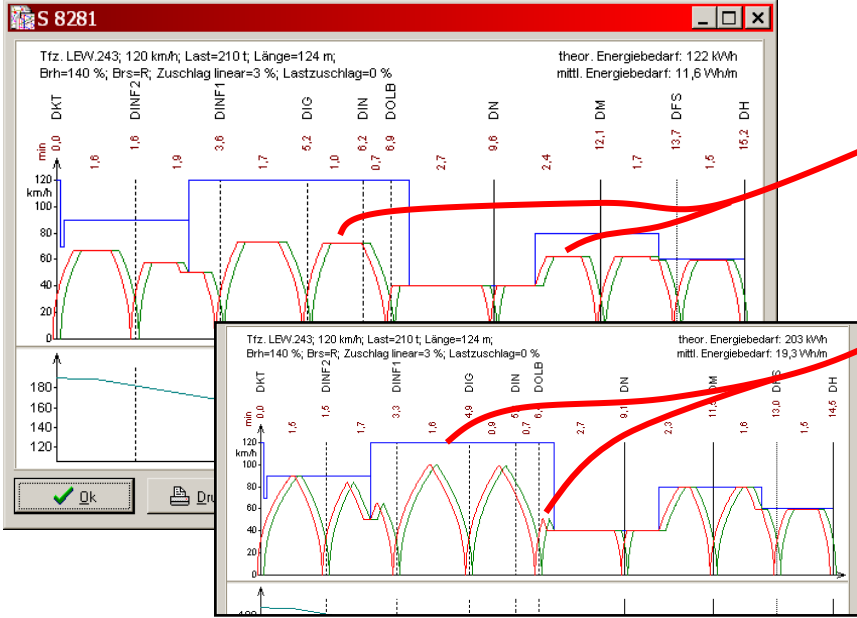 S 8281
Tfz. LEW.243; 120 km/h; Last=210 t; Länge=124 m;
Brh=140 %; Brs=R; Zuschlag linear=3 %; Lastzuschlag=0 %
theor. Energiebedarf: 122 kWh
mittl. Energiebedarf: 11,6 Wh/m
DKT DINF2 DINF1 DIG DIN DOLB DN DM DFS DH
min 0,0 1,6 3,6 5,2 6,2 6,9 9,6 12,1 13,7 15,2
1,6 1,9 1,7 1,0 0,7 2,7 2,4 1,7 1,5
120
km/h
100
80
60
40
20
0
180
160
140
120
Ok
Tfz. LEW.243; 120 km/h; Last=210 t; Länge=124 m;
Brh=140 %; Brs=R; Zuschlag linear=3 %; Lastzuschlag=0 %
theor. Energiebedarf: 203 kWh
mittl. Energiebedarf: 19,3 Wh/m
DKT DINF2 DINF1 DIG DIN DOLB DN DM DFS DH
min 0,0 1,5 3,3 4,9 9,1 13,0 14,5
1,5 1,7 1,6 0,9 0,7 2,7 2,3 1,6 1,5
120
km/h
100
80
60
40
20
0